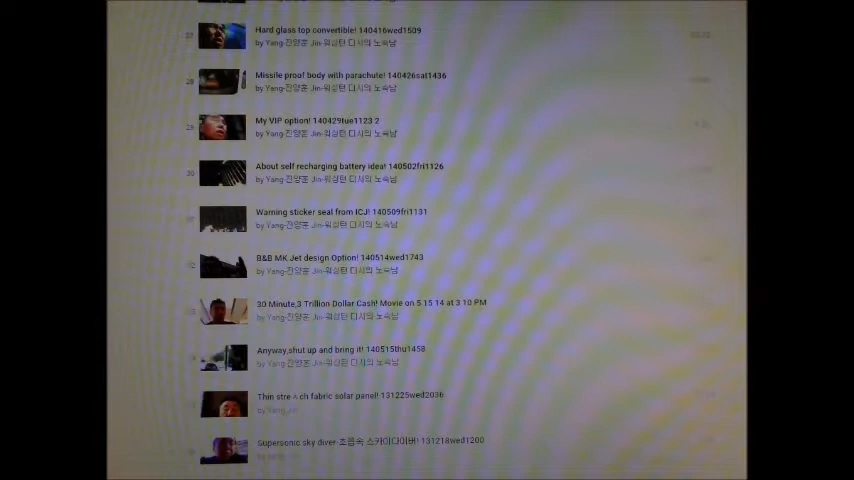 27
Hard glass top convertible! 140416wed1509
by Yang-진양훈 Jin-워싱턴 디시의 노숙남
28
Missile proof body with parachute! 140426sat1436
by Yang-진양훈 Jin-워싱턴 디시의 노숙남
29
My VIP option! 140429tue1123 2
by Yang-진양훈 Jin-워싱턴 디시의 노숙남
30
About self recharging battery idea! 140502fri1126
by Yang-진양훈 Jin-워싱턴 디시의 노숙남
Warning sticker seal from ICJ! 140509fri1131
by Yang-진양훈 Jin-워싱턴 디시의 노숙남
B&B MK Jet design Option! 140514wed1743
by Yang-진양훈 Jin-워싱턴 디시의 노숙남
30 Minute,3 Trillion Dollar Cash! Movie on 5 15 14 at 3 10 PM
by Yang-진양훈 Jin-워싱턴 디시의 노숙남
Anyway,shut up and bring it! 140515thu1458
by Yang-진양훈 Jin-워싱턴 디시의 노숙남
Thin stre ㅅ ch fabric solar panel! 131225wed2036
by Yang Jin
Supersonic sky diver-초음속 스카이다이버! 131218wed1200